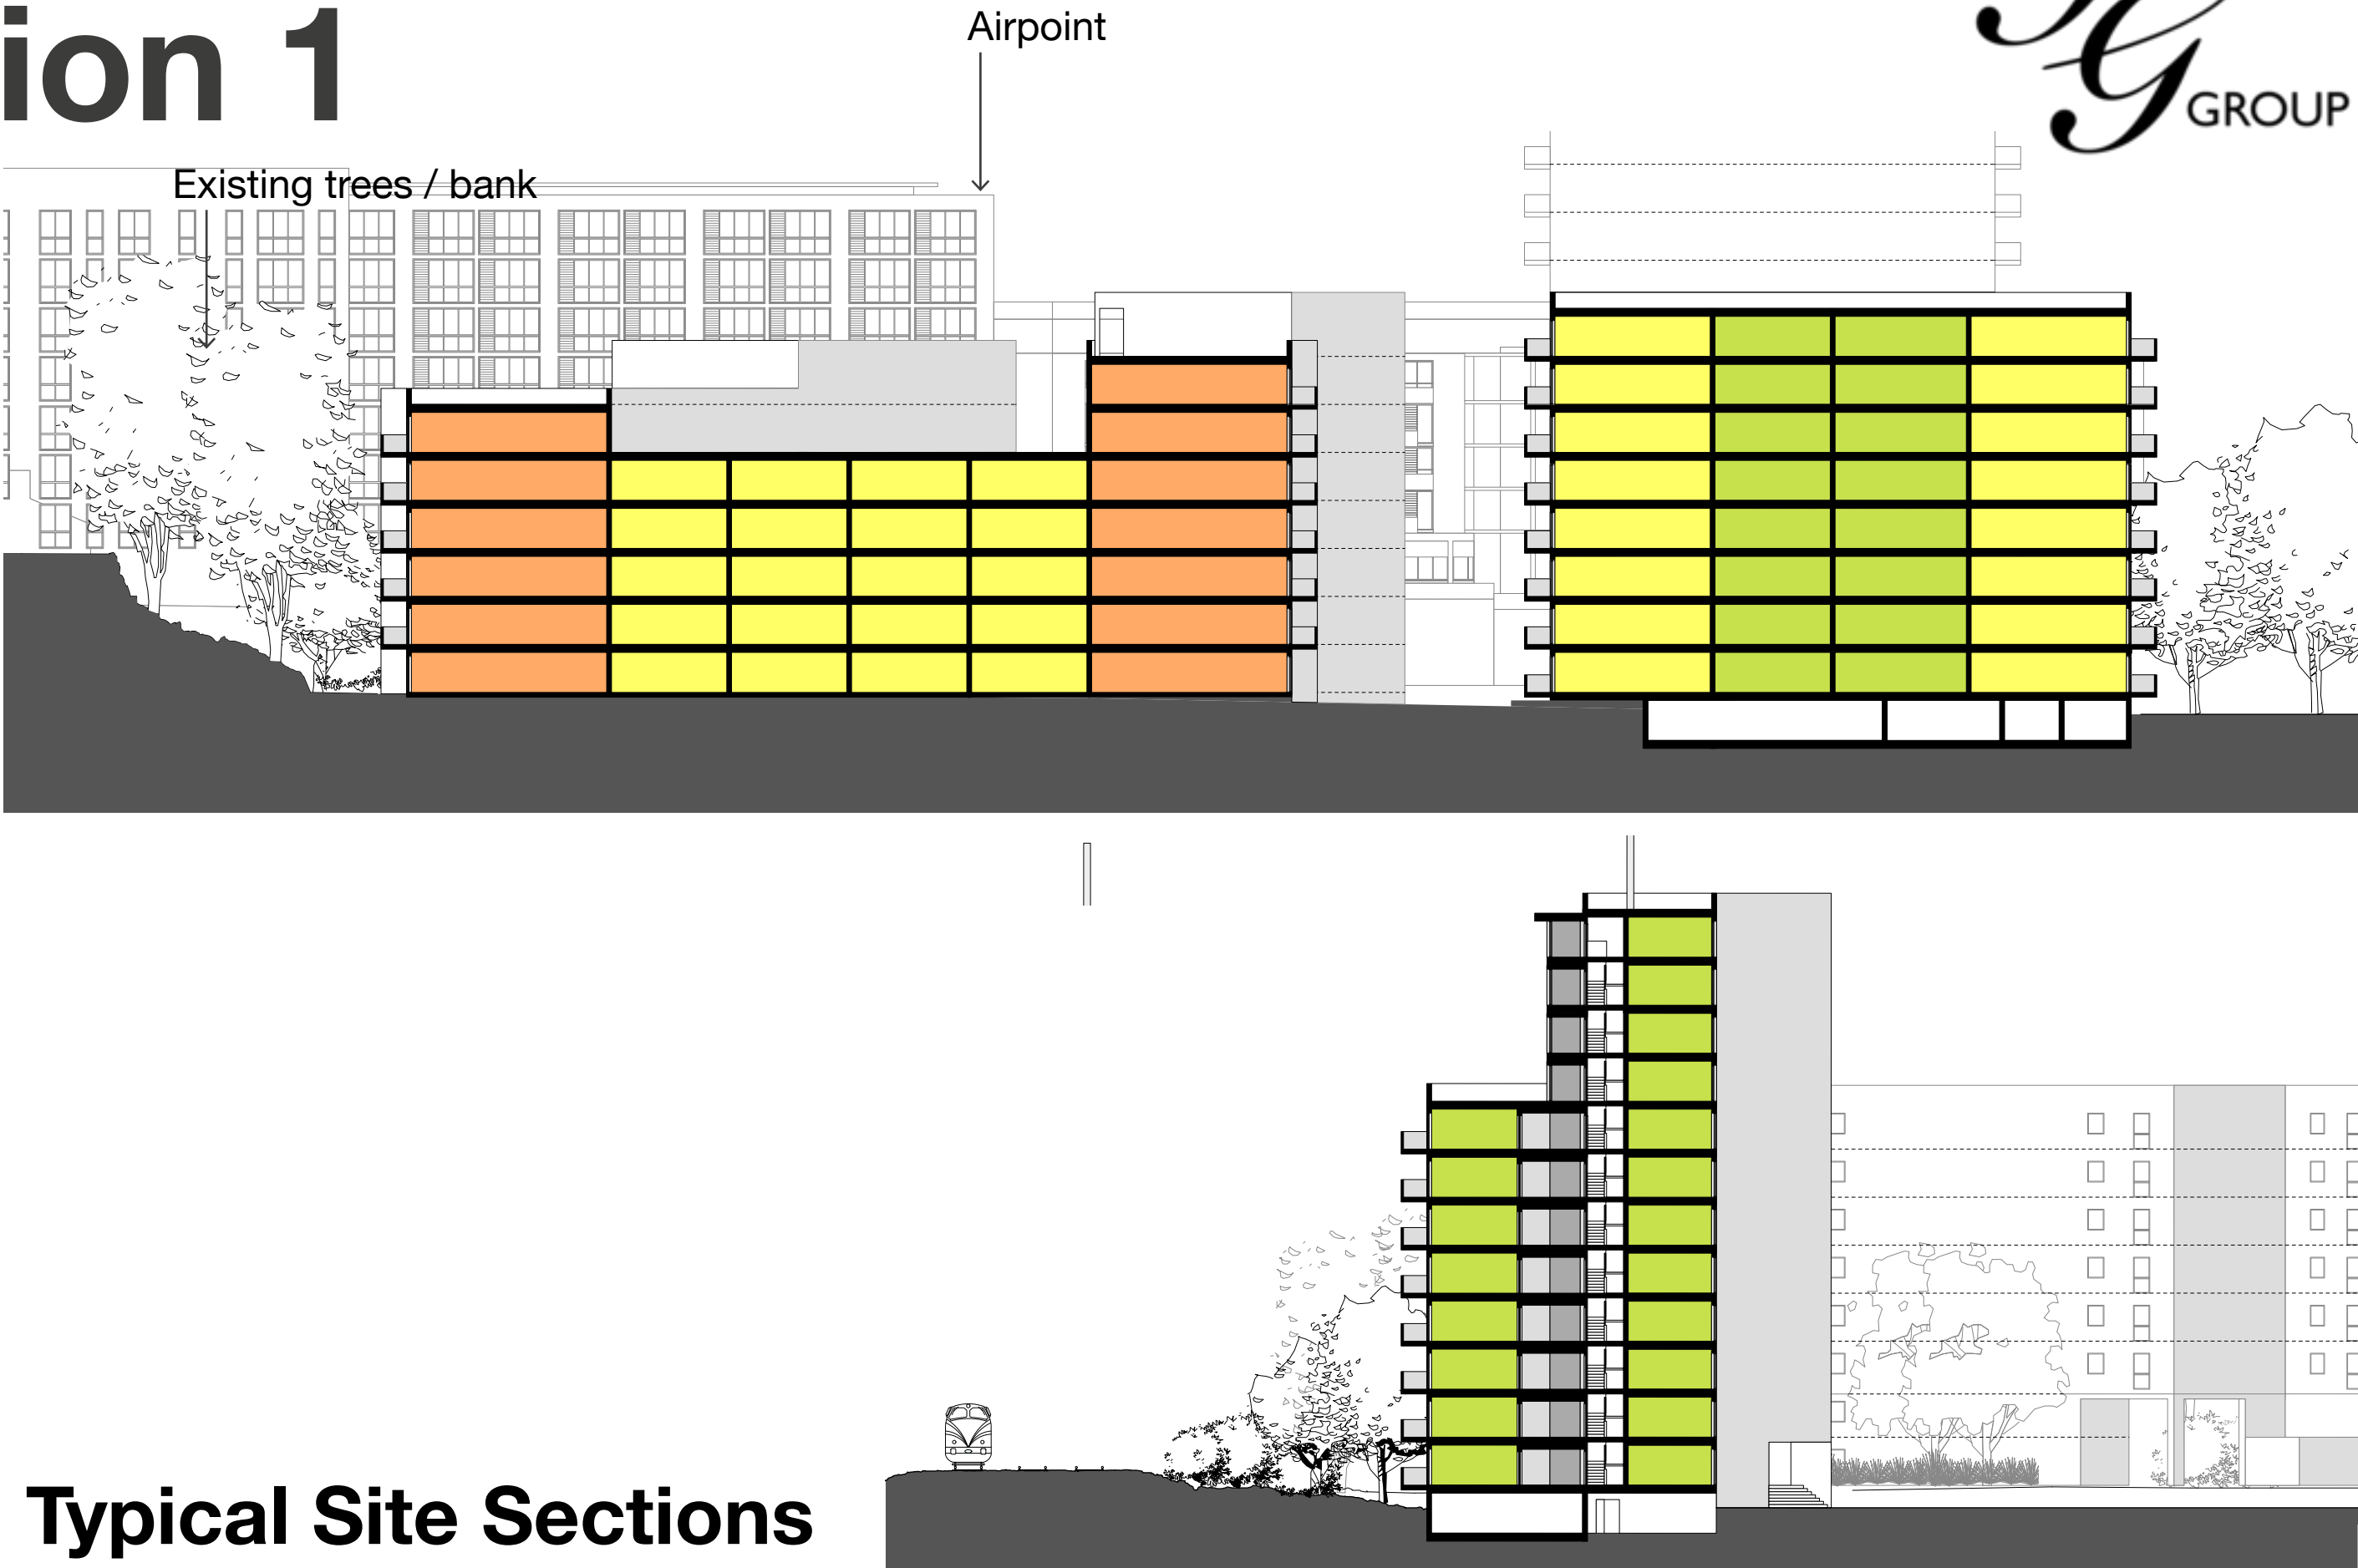 ion 1
Airpoint
GROUP
Existing trees / bank
Typical Site Sections